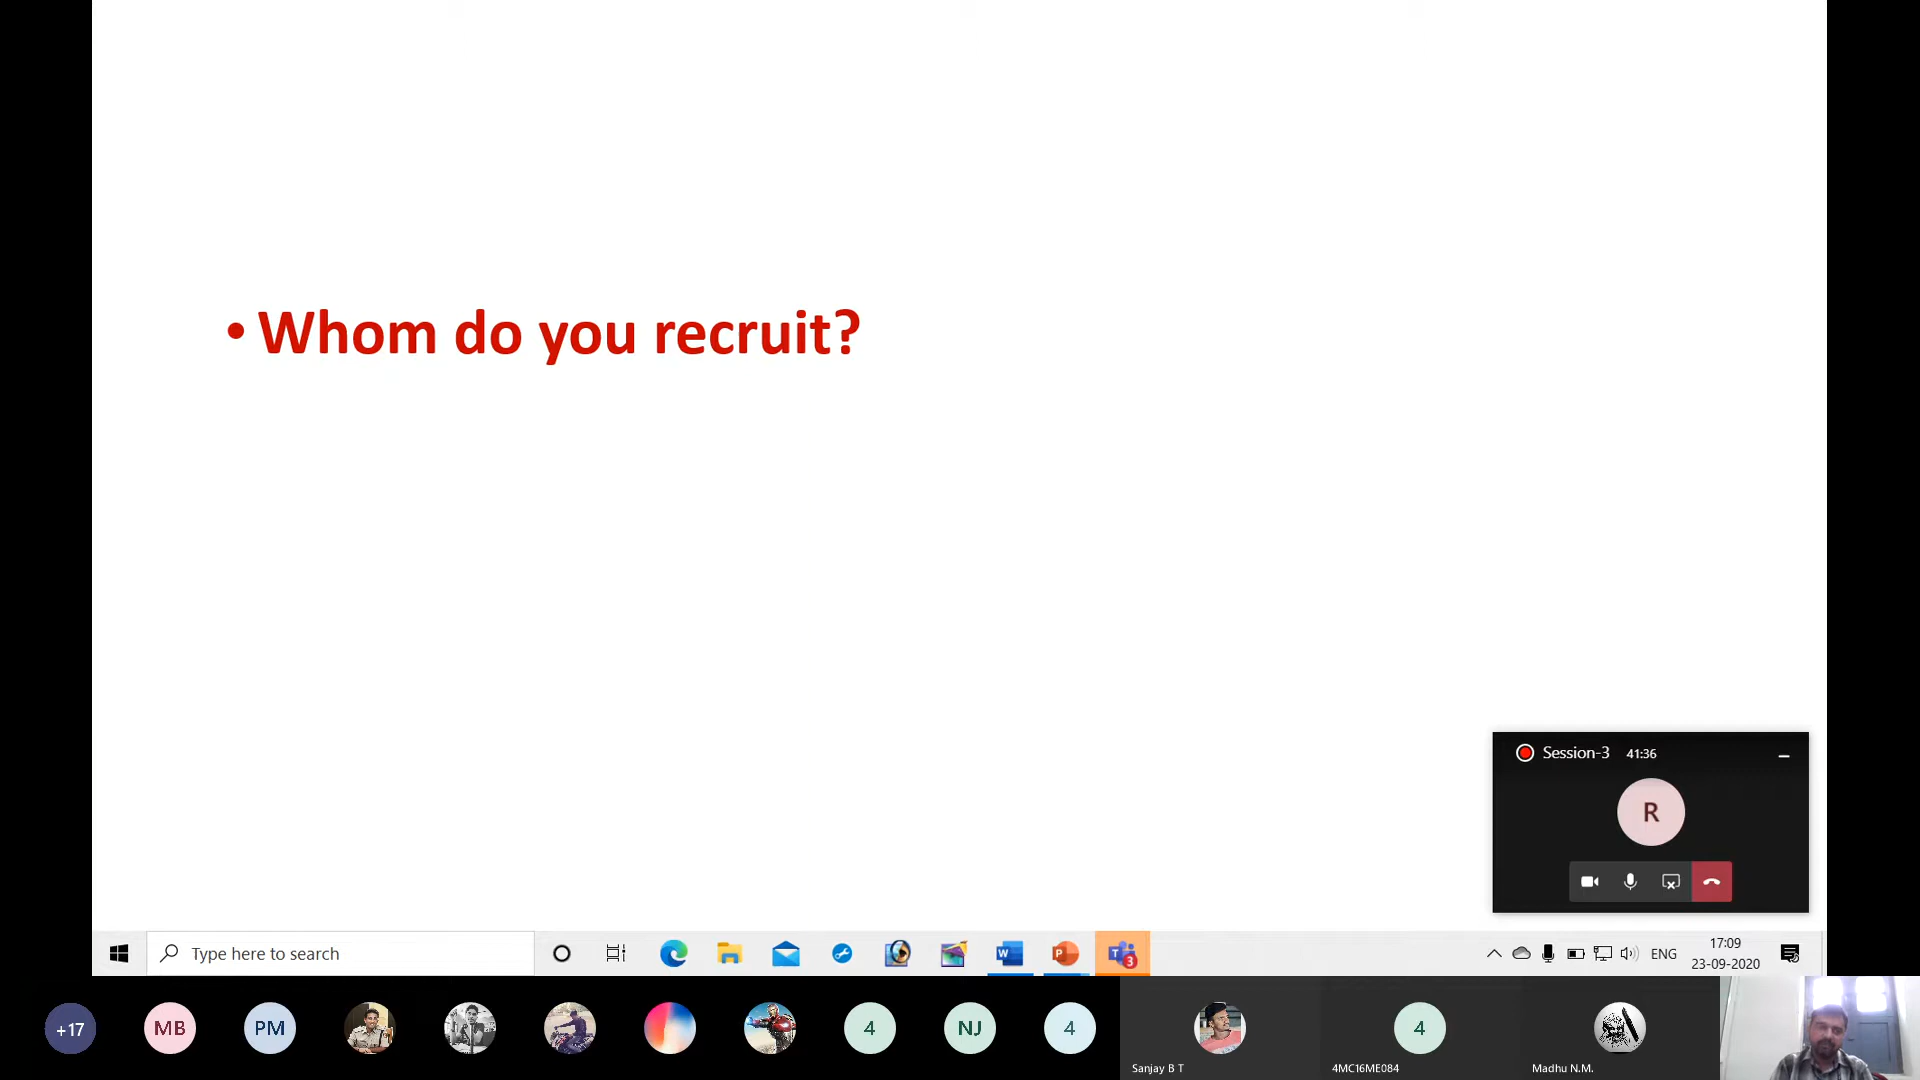 • Whom do you recruit?
Session-3 41:36
R
Type here to search
W
P
T
3
ENG
17:09
23-09-2020
+17
MB
PM
4
NJ
4
4
Sanjay B T
4MC16ME084
Madhu N.M.